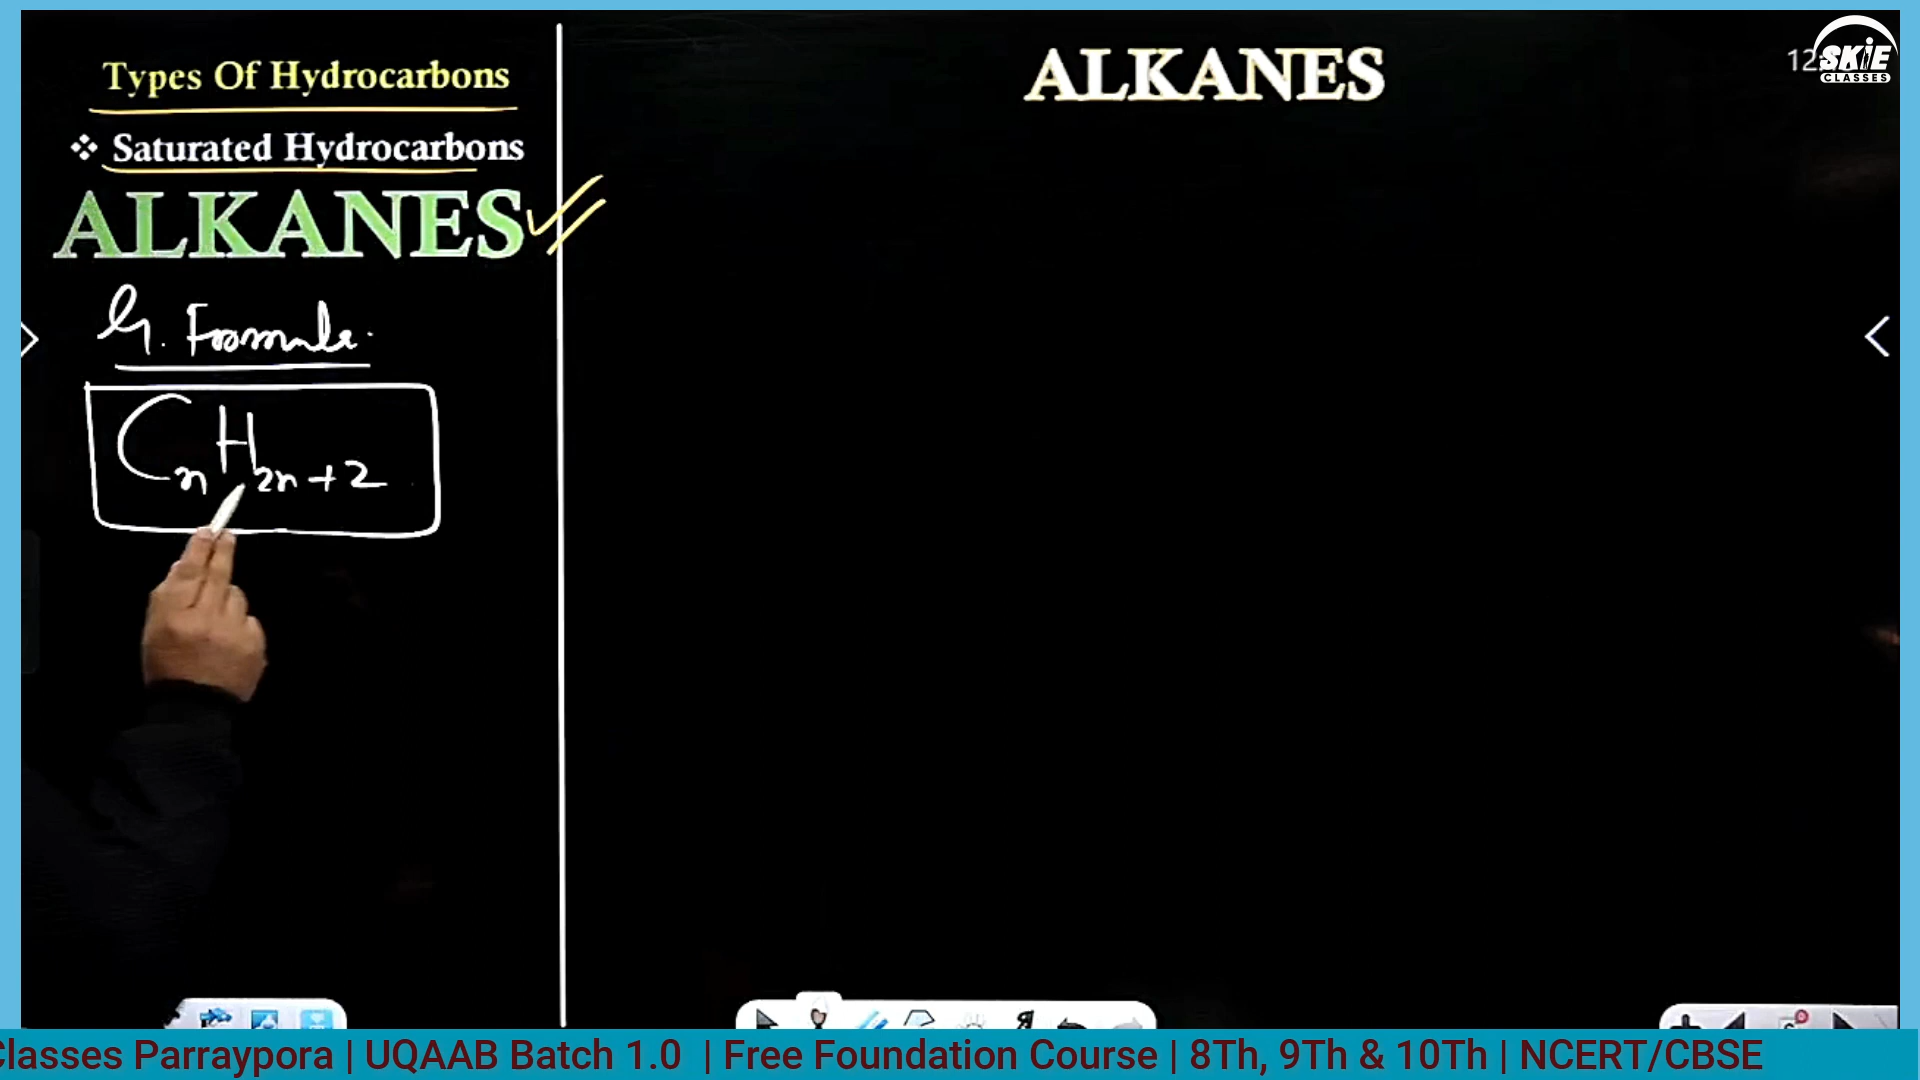 Types Of Hydrocarbons
❖ Saturated Hydrocarbons
ALKANES
G. Formula.
CₙH₂ₙ₊₂
ALKANES
12
SKiE
CLASSES
Classes Parraypora | UQAAB Batch 1.0 | Free Foundation Course | 8Th, 9Th & 10Th | NCERT/CBSE